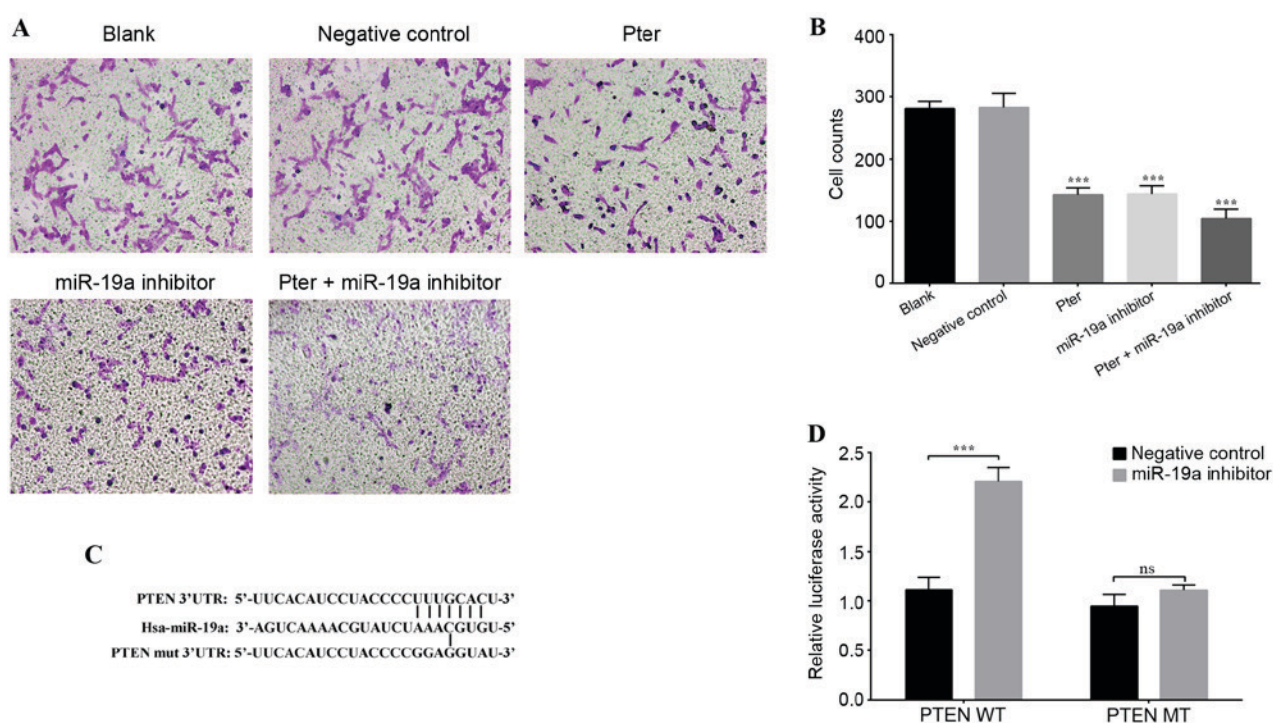 A
Blank
Negative control
Pter
miR-19a inhibitor
Pter + miR-19a inhibitor
B
Cell counts
400
300
200
100
0
***
***
***
Blank
Negative control
Pter
miR-19a inhibitor
Pter + miR-19a inhibitor
C
PTEN 3'UTR: 5'-UUCACAUCCUACCCCUUUGCACU-3'
Hsa-miR-19a: 3'-AGUCAAAACGUAUCUAAACGUGU-5'
PTEN mut 3'UTR: 5'-UUCACAUCCUACCCCGGAGGUAU-3'
D
Negative control
miR-19a inhibitor
Relative luciferase activity
2.5
2.0
1.5
1.0
0.5
0.0
***
ns
PTEN WT
PTEN MT